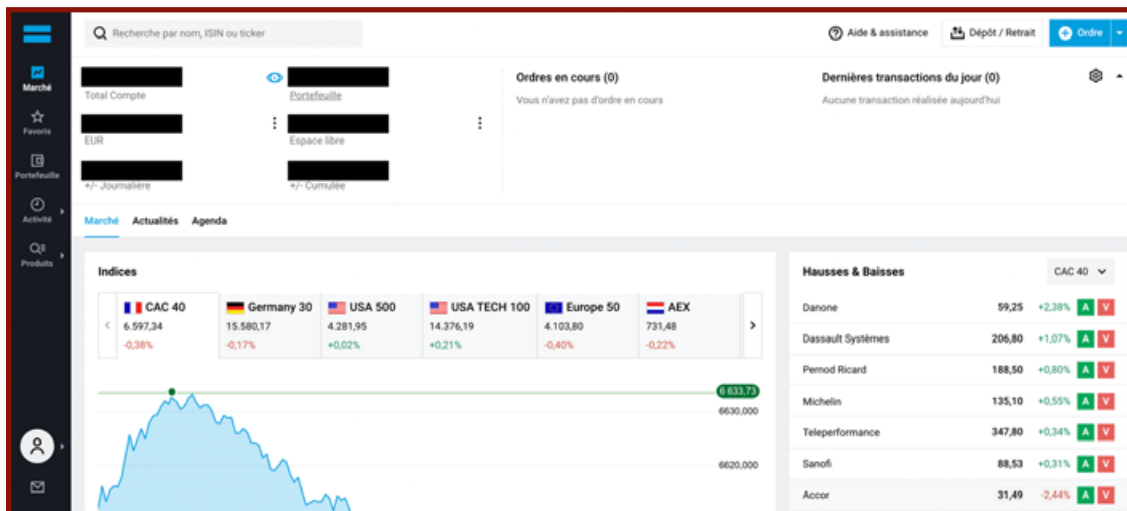 Recherche par nom, ISIN ou ticker
Aide & assistance
Dépôt / Retrait
Ordre
Marché
Favoris
Portefeuille
Activité
Produits
Total Compte
Portefeuille
EUR
Espace libre
+/- Journalière
+/- Cumulée
Ordres en cours (0)
Vous n'avez pas d'ordre en cours
Dernières transactions du jour (0)
Aucune transaction réalisée aujourd'hui
Marché Actualités Agenda
Indices
CAC 40
6.597,34
-0,38%
Germany 30
15.580,17
-0,17%
USA 500
4.281,95
+0,02%
USA TECH 100
14.376,19
+0,21%
Europe 50
4.103,80
-0,40%
AEX
731,48
-0,22%
6 633,73
6630,000
6620,000
Hausses & Baisses
CAC 40
Danone 59,25 +2,38% A V
Dassault Systèmes 206,80 +1,07% A V
Pernod Ricard 188,50 +0,80% A V
Michelin 135,10 +0,55% A V
Teleperformance 347,80 +0,34% A V
Sanofi 88,53 +0,31% A V
Accor 31,49 -2,44% A V